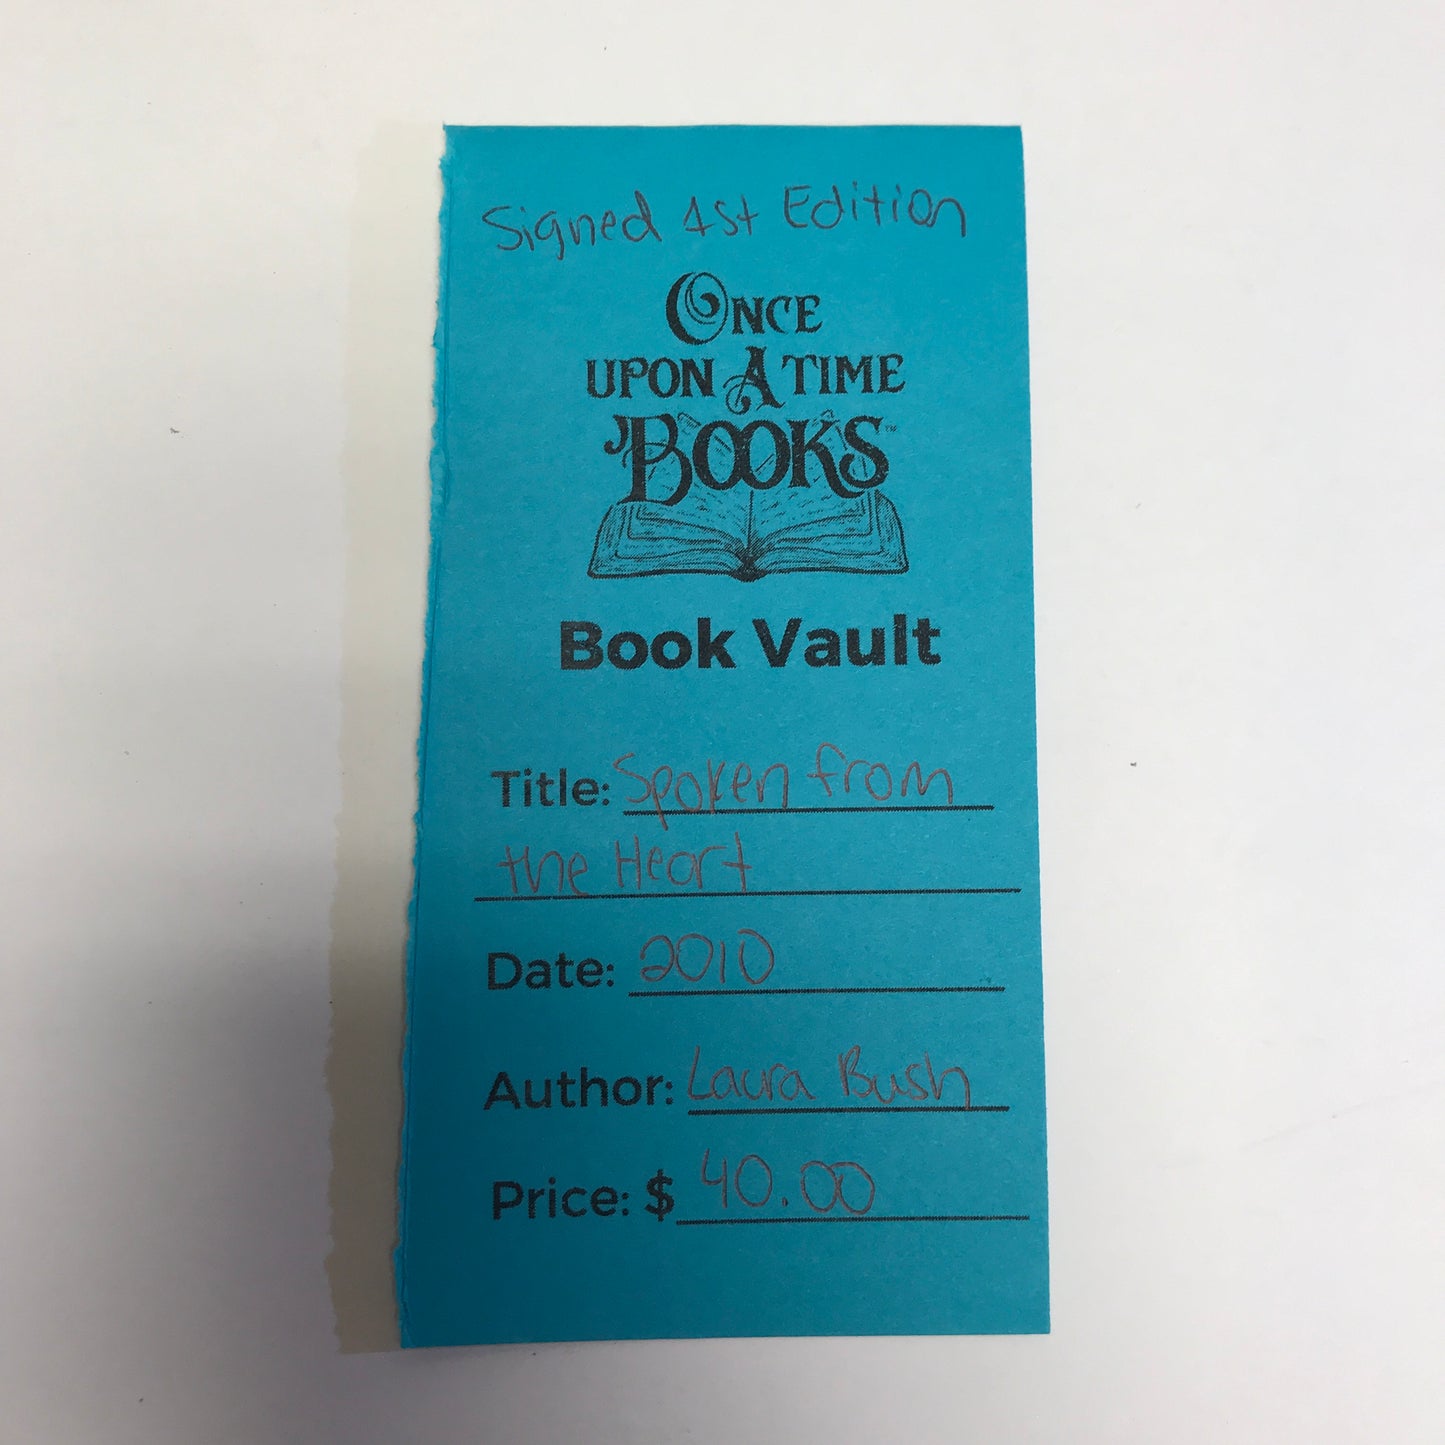 Signed 1st Edition
ONCE
UPON A TIME
BOOKS™
Book Vault
Title: Spoken from
the Heart
Date: 2010
Author: Laura Bush
Price: $ 40.00